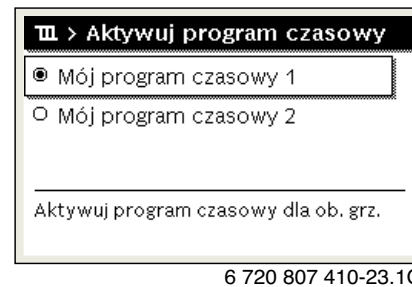 > Aktywuj program czasowy
Mój program czasowy 1
Mój program czasowy 2
Aktywuj program czasowy dla ob. grz.
6 720 807 410-23.1O